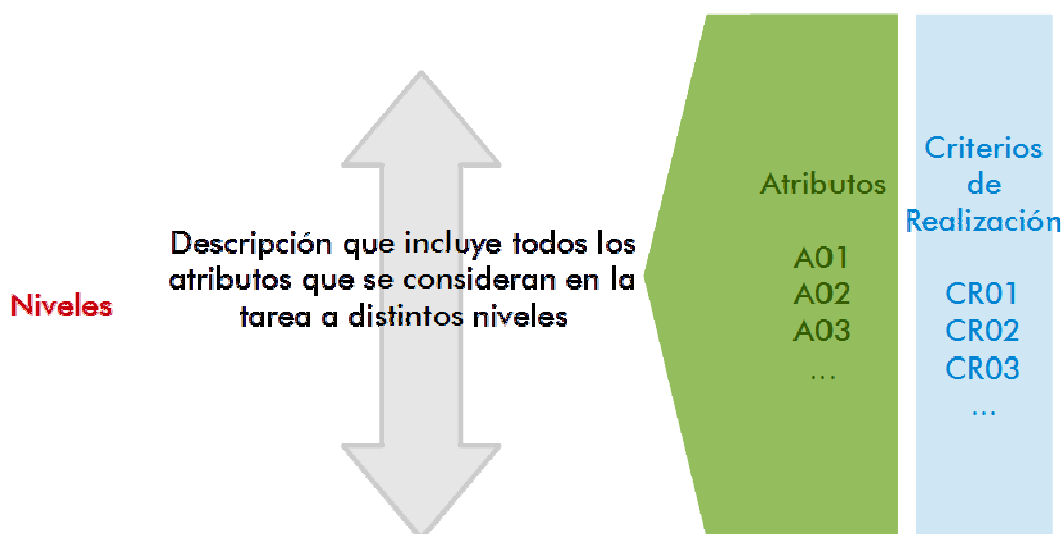 Niveles
Descripción que incluye todos los
atributos que se consideran en la
tarea a distintos niveles
Atributos
A01
A02
A03
...
Criterios
de
Realización
CR01
CR02
CR03
...